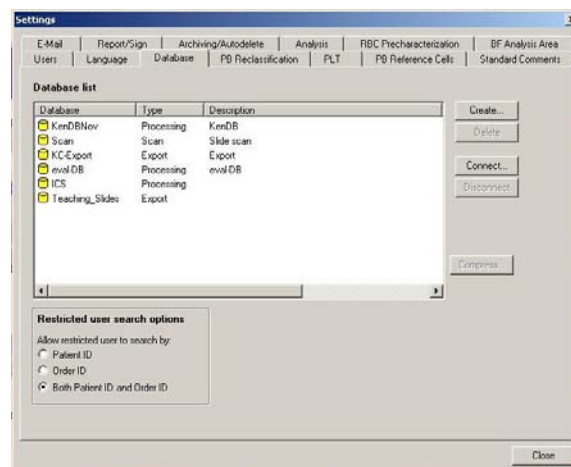 Settings
E-Mail Report/Sign Archiving/Autodelete Analysis RBC Precharacterization BF Analysis Area
Users Language Database PB Reclassification PLT PB Reference Cells Standard Comments
Database list
Database Type Description
KenDBNov Processing KenDB
Scan Scan Slide scan
KC-Export Export Export
eval-DB Processing eval-DB
ICS Processing
Teaching_Slides Export
Create...
Delete
Connect...
Disconnect
Compress...
Restricted user search options
Allow restricted user to search by:
Patient ID
Order ID
Both Patient ID and Order ID
Close